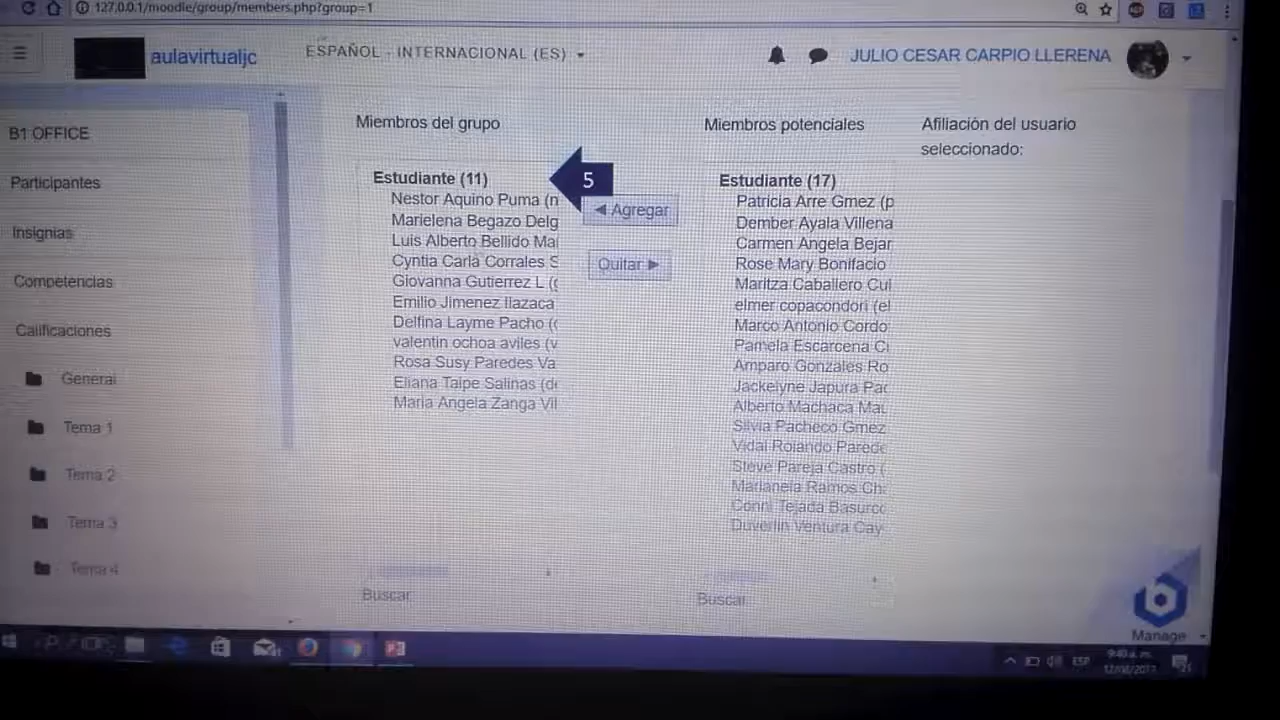 127.0.0.1/moodle/group/members.php?group=1
aulavirtualjc
ESPAÑOL - INTERNACIONAL (ES)
JULIO CESAR CARPIO LLERENA
B1 OFFICE
Participantes
Insignias
Competencias
Calificaciones
General
Tema 1
Tema 2
Tema 3
Tema 4
Miembros del grupo
Estudiante (11)
Nestor Aquino Puma (n
Marielena Begazo Delg
Luis Alberto Bellido Ma
Cyntia Carla Corrales S
Giovanna Gutierrez L (
Emilio Jimenez Ilazaca
Delfina Layme Pacho (
valentin ochoa aviles (v
Rosa Susy Paredes Va
Eliana Taipe Salinas (d
Maria Angela Zanga Vil
Buscar
5
◄ Agregar
Quitar ►
Miembros potenciales
Estudiante (17)
Patricia Arre Gmez (p
Dember Ayala Villena
Carmen Angela Bejar
Rose Mary Bonifacio
Maritza Caballero Cul
elmer copacondori (el
Marco Antonio Cordo
Pamela Escarcena C
Amparo Gonzales Ro
Jackelyne Japura Pac
Alberto Machaca Ma
Silvia Pacheco Gmez
Vidal Rolando Parede
Steve Pareja Castro (
Marianela Ramos Ch
Conni Tejada Basurco
Duverlin Ventura Cay
Buscar
Afiliación del usuario
seleccionado:
Manage
ESP
9:40 a. m.